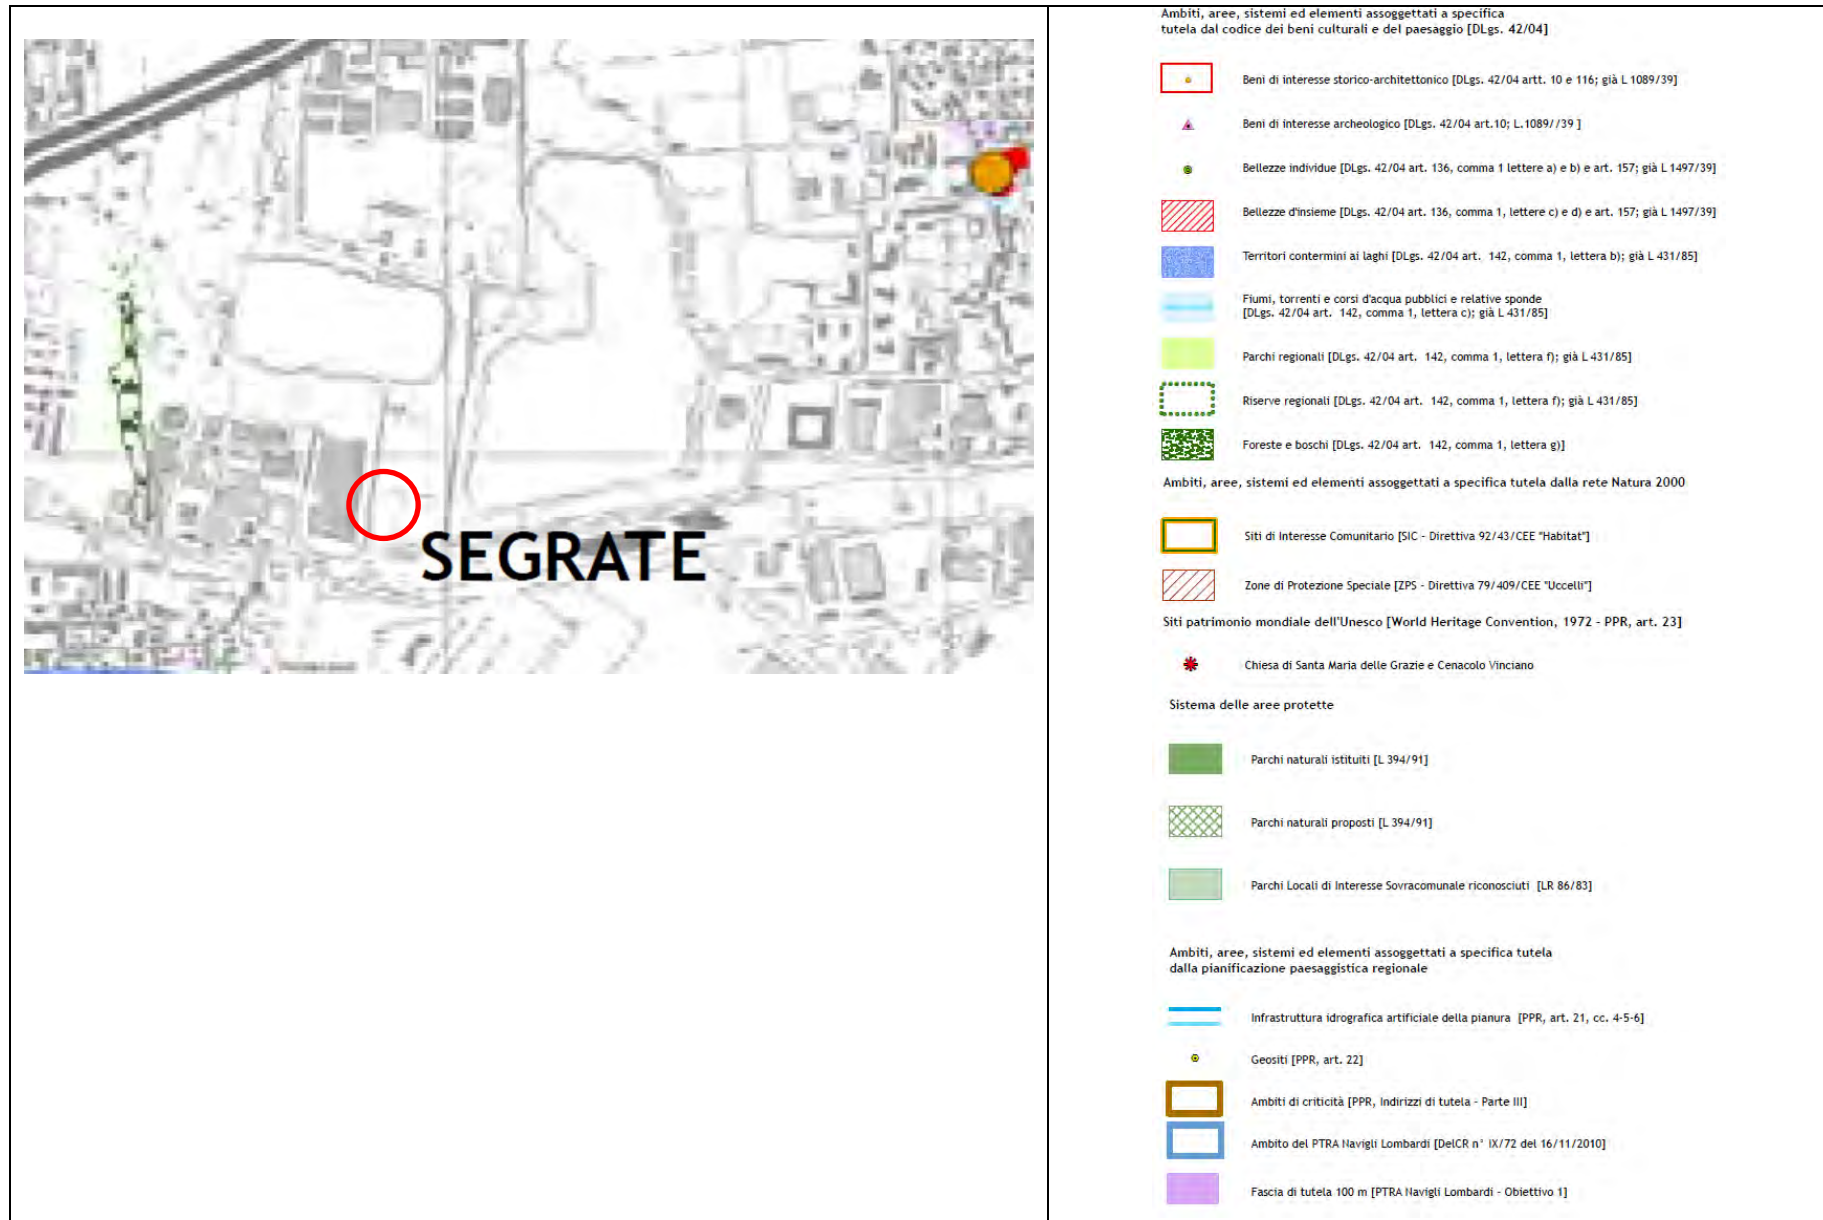 SEGRATE
Ambiti, aree, sistemi ed elementi assoggettati a specifica
tutela dal codice dei beni culturali e del paesaggio [DLgs. 42/04]
Beni di interesse storico-architettonico [DLgs. 42/04 artt. 10 e 116; già L 1089/39]
Beni di interesse archeologico [DLgs. 42/04 art.10; L.1089//39 ]
Bellezze individue [DLgs. 42/04 art. 136, comma 1 lettere a) e b) e art. 157; già L 1497/39]
Bellezze d'insieme [DLgs. 42/04 art. 136, comma 1, lettere c) e d) e art. 157; già L 1497/39]
Territori contermini ai laghi [DLgs. 42/04 art. 142, comma 1, lettera b); già L 431/85]
Fiumi, torrenti e corsi d'acqua pubblici e relative sponde
[DLgs. 42/04 art. 142, comma 1, lettera c); già L 431/85]
Parchi regionali [DLgs. 42/04 art. 142, comma 1, lettera f); già L 431/85]
Riserve regionali [DLgs. 42/04 art. 142, comma 1, lettera f); già L 431/85]
Foreste e boschi [DLgs. 42/04 art. 142, comma 1, lettera g)]
Ambiti, aree, sistemi ed elementi assoggettati a specifica tutela dalla rete Natura 2000
Siti di Interesse Comunitario [SIC - Direttiva 92/43/CEE "Habitat"]
Zone di Protezione Speciale [ZPS - Direttiva 79/409/CEE "Uccelli"]
Siti patrimonio mondiale dell'Unesco [World Heritage Convention, 1972 - PPR, art. 23]
Chiesa di Santa Maria delle Grazie e Cenacolo Vinciano
Sistema delle aree protette
Parchi naturali istituiti [L 394/91]
Parchi naturali proposti [L 394/91]
Parchi Locali di Interesse Sovracomunale riconosciuti [LR 86/83]
Ambiti, aree, sistemi ed elementi assoggettati a specifica tutela
dalla pianificazione paesaggistica regionale
Infrastruttura idrografica artificiale della pianura [PPR, art. 21, cc. 4-5-6]
Geositi [PPR, art. 22]
Ambiti di criticità [PPR, Indirizzi di tutela - Parte III]
Ambito del PTRA Navigli Lombardi [DelCR n° IX/72 del 16/11/2010]
Fascia di tutela 100 m [PTRA Navigli Lombardi - Obiettivo 1]